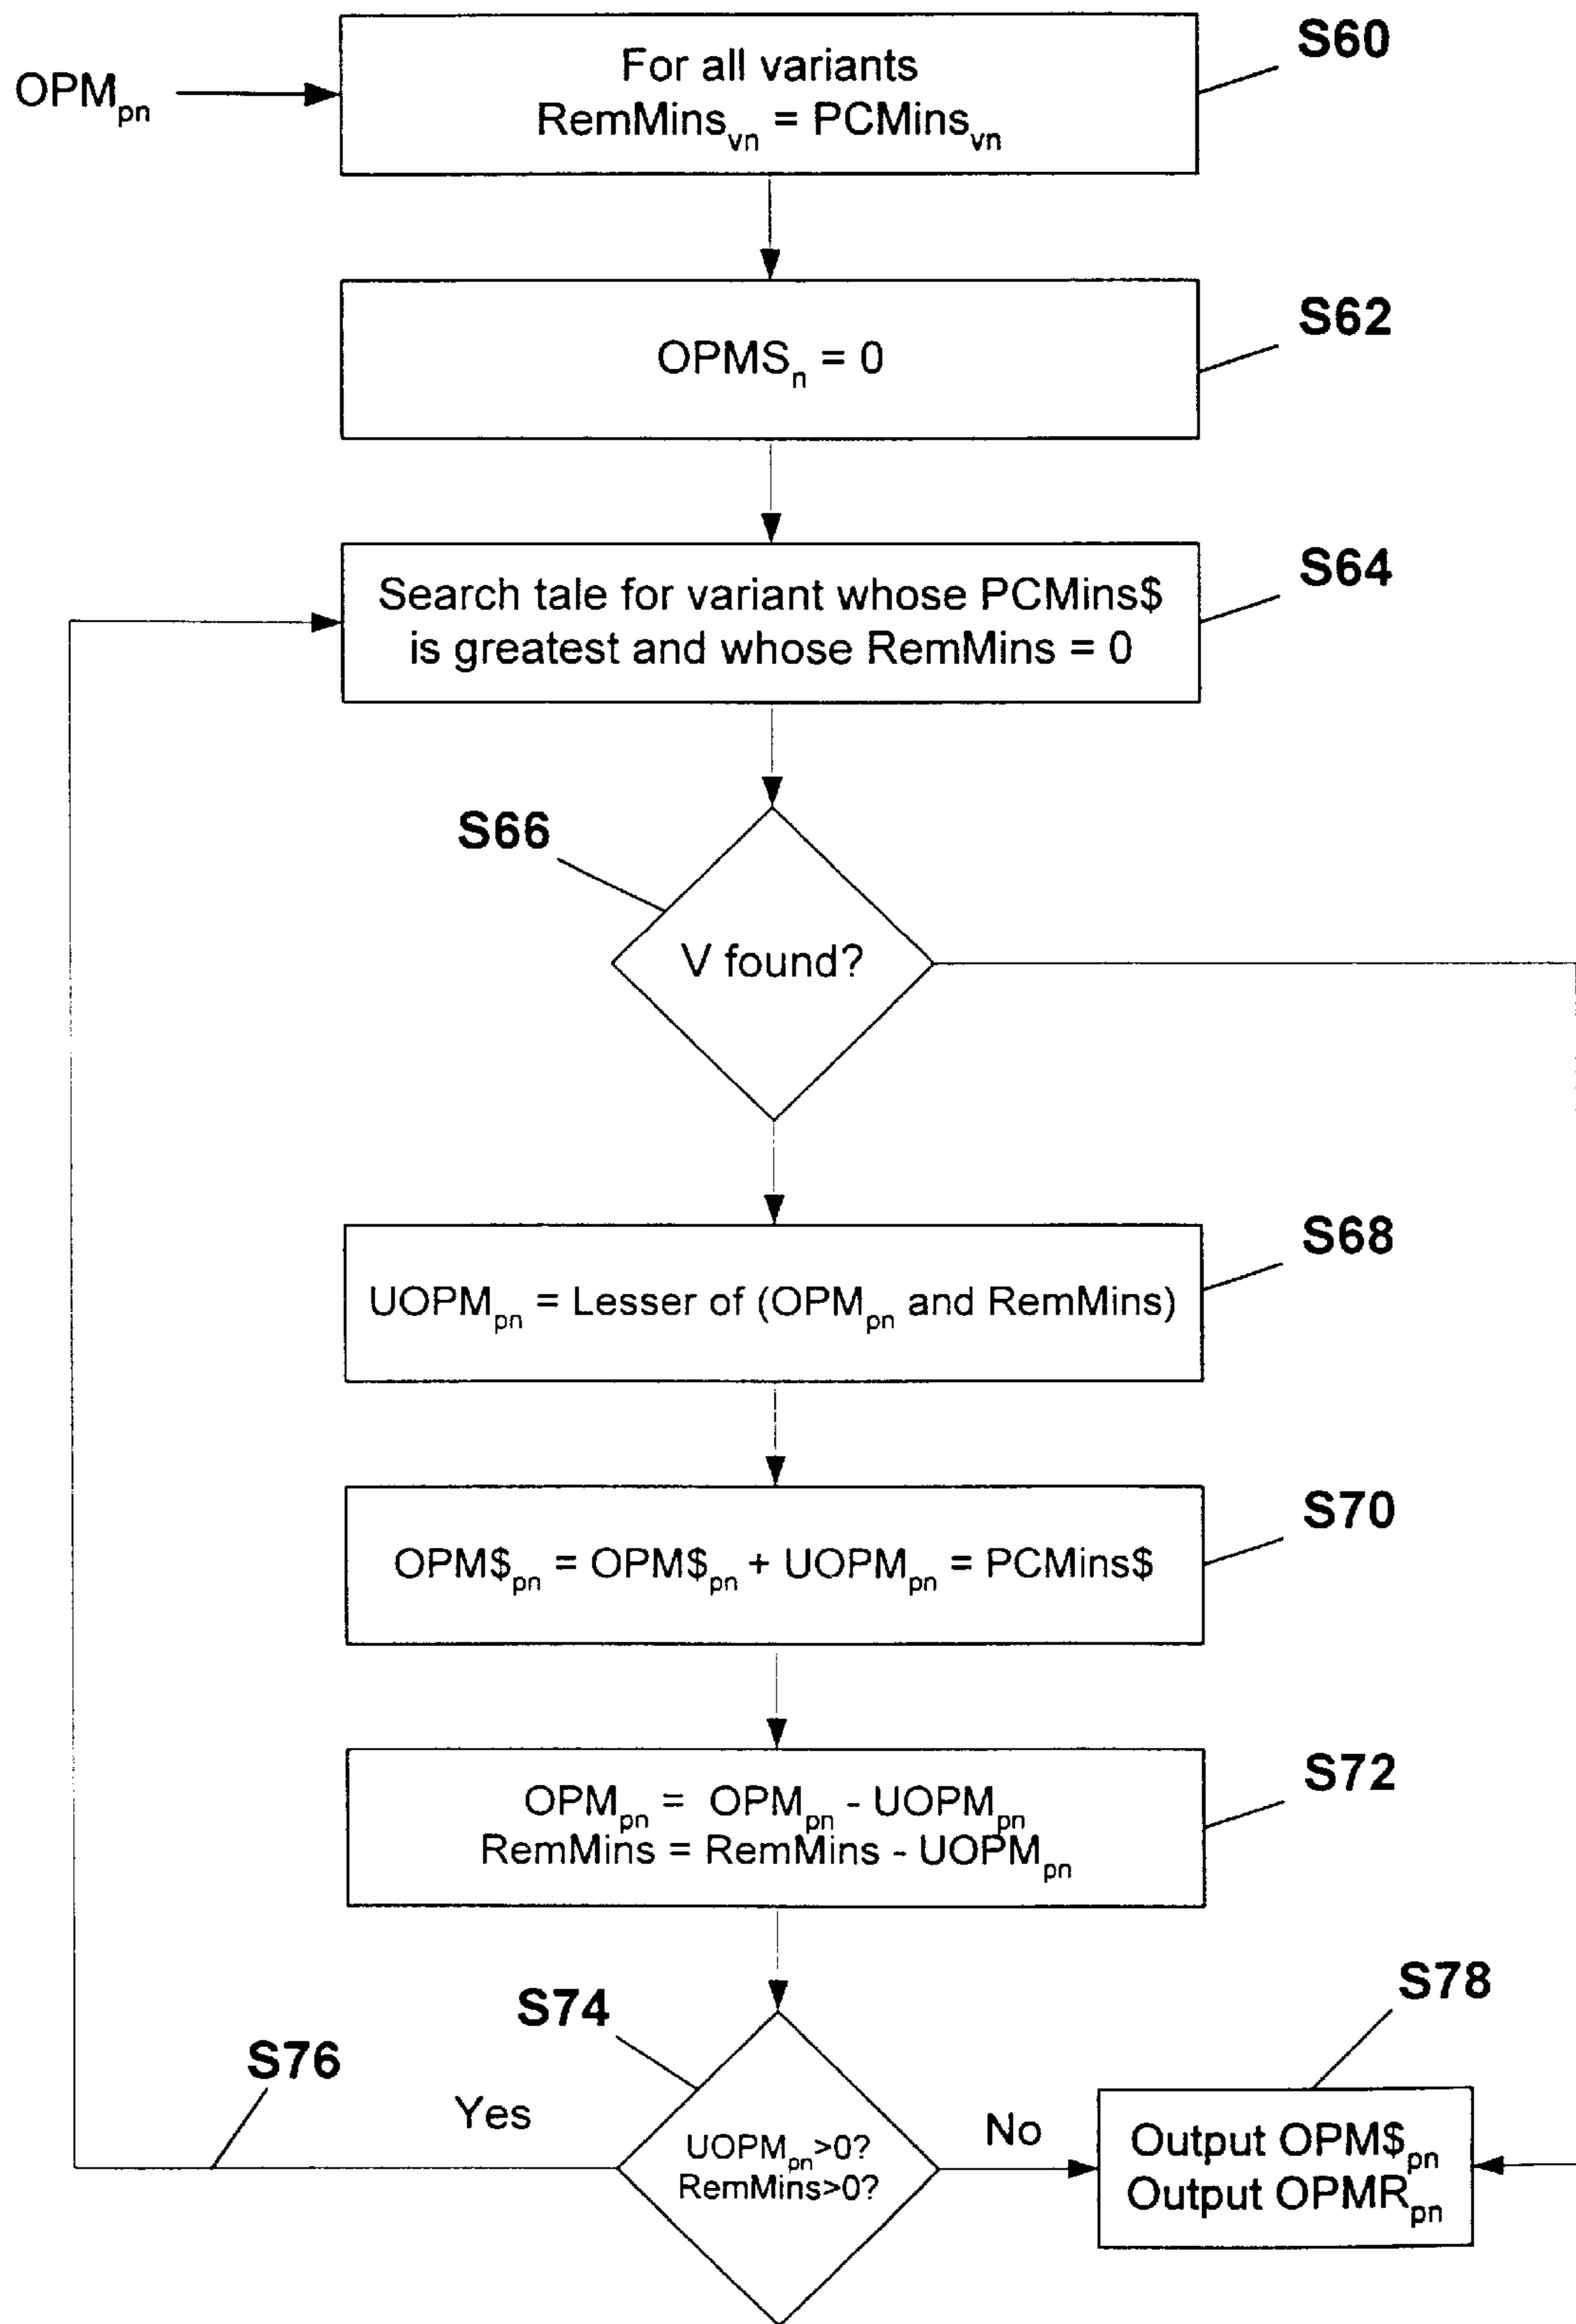 S60
OPMpn
For all variants
RemMinsvn = PCMinsvn
S62
OPMSn = 0
S64
Search tale for variant whose PCMins$
is greatest and whose RemMins = 0
S66
V found?
S68
UOPMpn = Lesser of (OPMpn and RemMins)
S70
OPM$pn = OPM$pn + UOPMpn = PCMins$
S72
OPMpn = OPMpn - UOPMpn
RemMins = RemMins - UOPMpn
S74
S78
S76
Yes
UOPMpn>0?
RemMins>0?
No
Output OPM$pn
Output OPMRpn